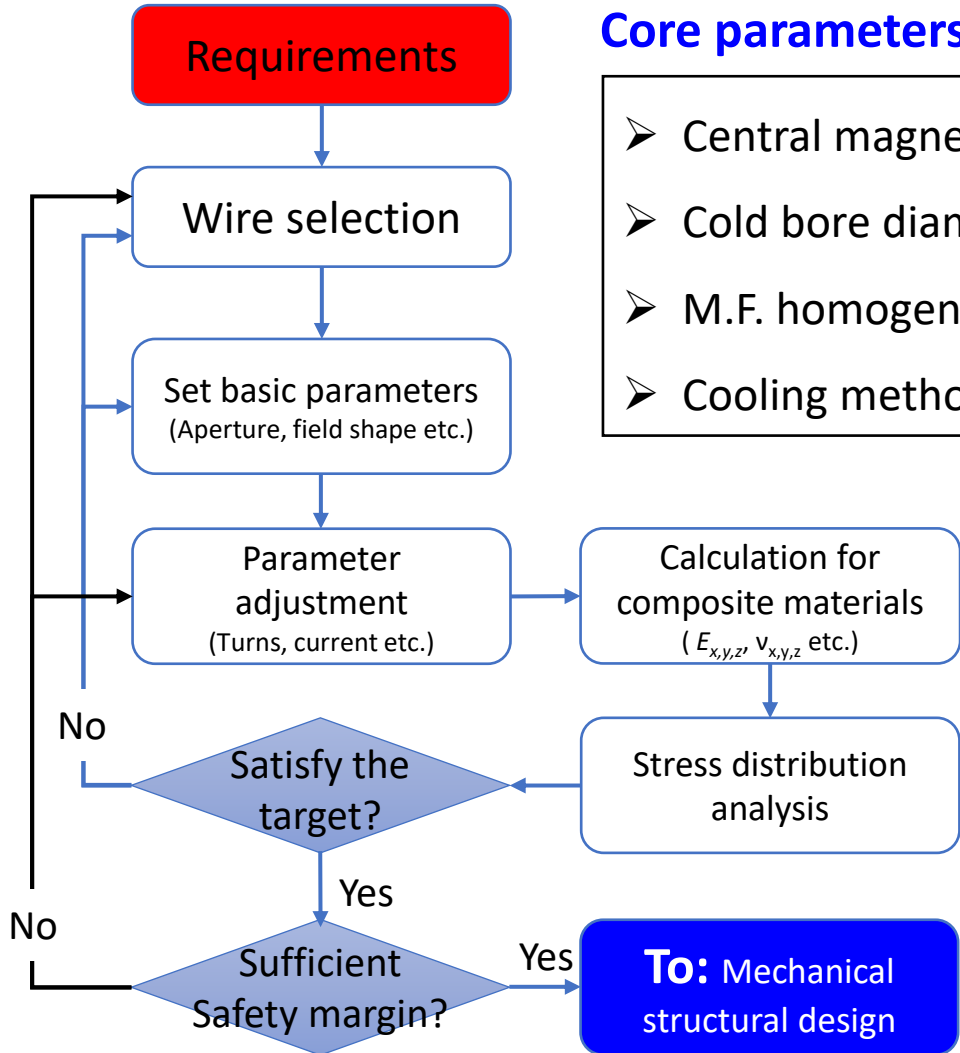 Requirements
Core parameters
Central magne
Cold bore dian
M.F. homogen
Cooling metho
Wire selection
Set basic parameters
(Aperture, field shape etc.)
Parameter
adjustment
(Turns, current etc.)
Calculation for
composite materials
( Ex,y,z, νx,y,z etc.)
Stress distribution
analysis
No
Satisfy the
target?
Yes
No
Sufficient
Safety margin?
Yes
To: Mechanical
structural design